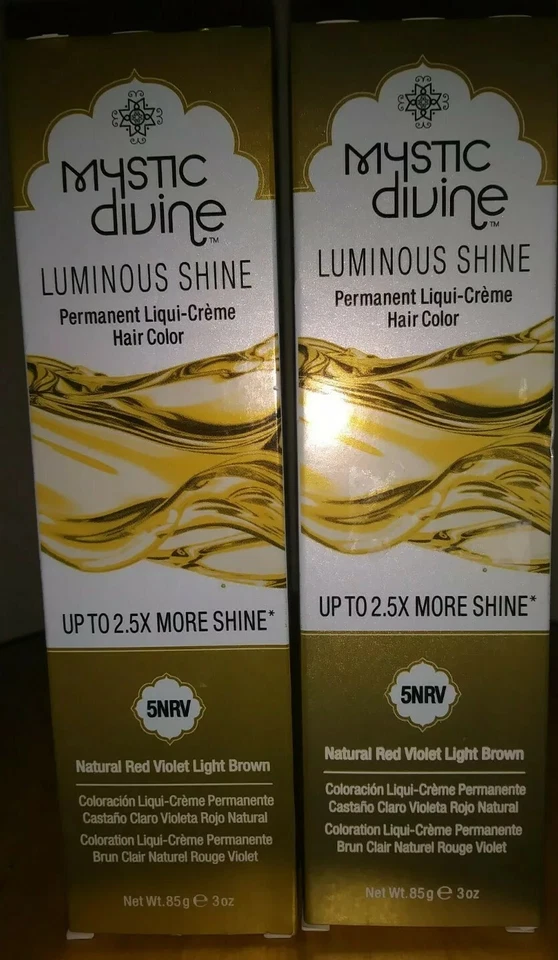 MYSTIC
divine™
LUMINOUS SHINE
Permanent Liqui-Crème
Hair Color
UP TO 2.5X MORE SHINE*
5NRV
Natural Red Violet Light Brown
Coloración Liqui-Crème Permanente
Castaño Claro Violeta Rojo Natural
Coloration Liqui-Crème Permanente
Brun Clair Naturel Rouge Violet
Net Wt. 85g ℮ 3oz
MYSTIC
divine™
LUMINOUS SHINE
Permanent Liqui-Crème
Hair Color
UP TO 2.5X MORE SHINE*
5NRV
Natural Red Violet Light Brown
Coloración Liqui-Crème Permanente
Castaño Claro Violeta Rojo Natural
Coloration Liqui-Crème Permanente
Brun Clair Naturel Rouge Violet
Net Wt. 85g ℮ 3oz